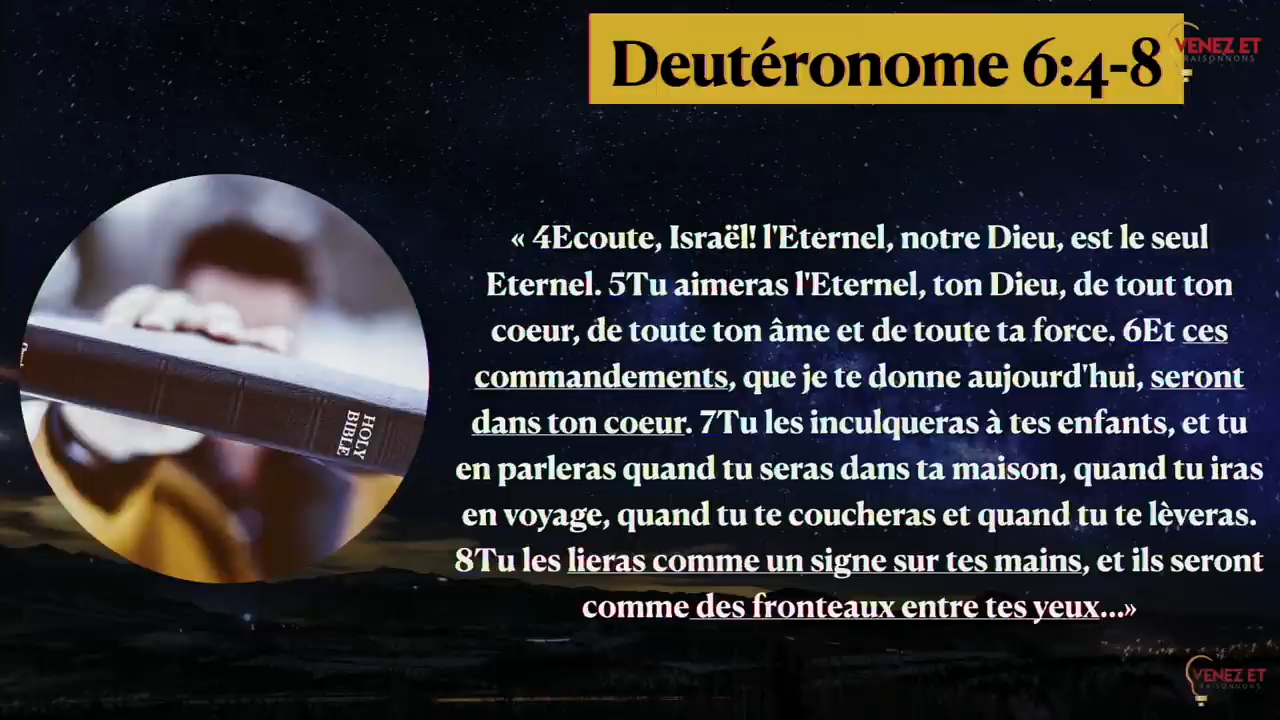 Deutéronome 6:4-8
VENEZ ET
RAISONNONS
« 4Ecoute, Israël! l'Eternel, notre Dieu, est le seul
Eternel. 5Tu aimeras l'Eternel, ton Dieu, de tout ton
coeur, de toute ton âme et de toute ta force. 6Et ces
commandements, que je te donne aujourd'hui, seront
dans ton coeur. 7Tu les inculqueras à tes enfants, et tu
en parleras quand tu seras dans ta maison, quand tu iras
en voyage, quand tu te coucheras et quand tu te lèveras.
8Tu les lieras comme un signe sur tes mains, et ils seront
comme des fronteaux entre tes yeux...»
HOLY
BIBLE
VENEZ ET
RAISONNONS